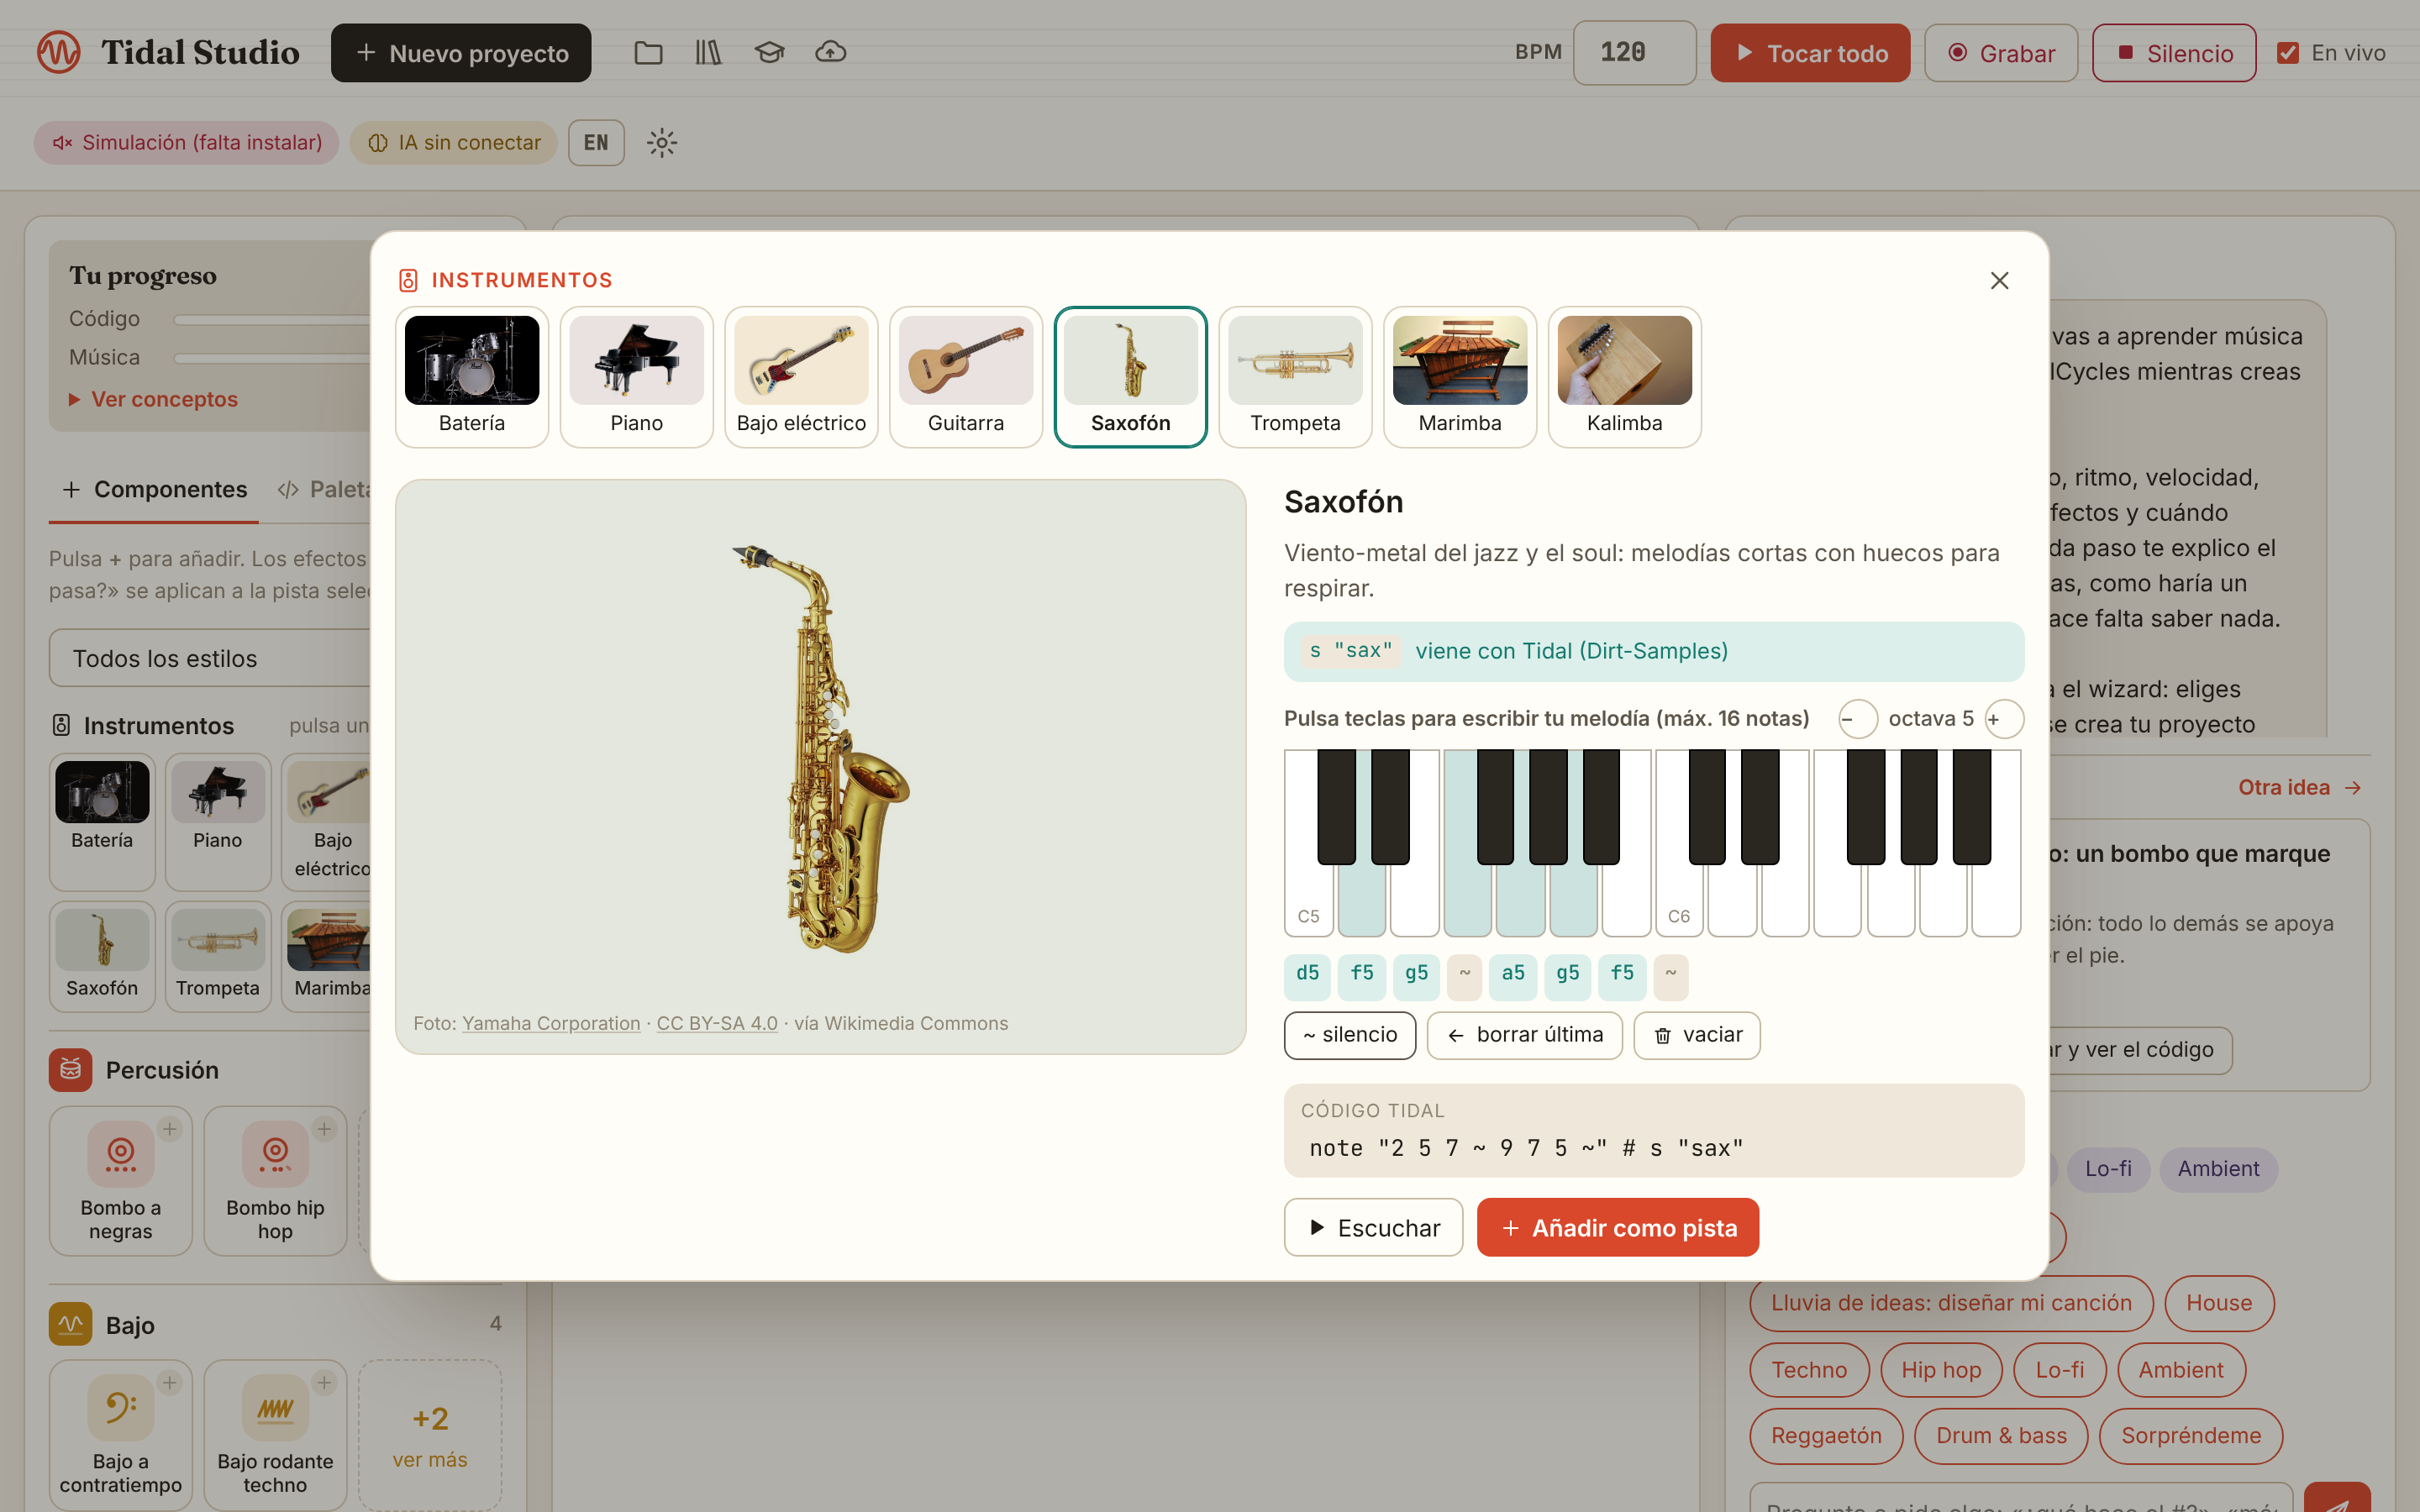 Tidal Studio
+ Nuevo proyecto
BPM 120
Tocar todo
Grabar
Silencio
En vivo
Simulación (falta instalar)
IA sin conectar
EN
Tu progreso
Código
Música
Ver conceptos
+ Componentes
</> Paleta
Pulsa + para añadir. Los efectos
pasa?» se aplican a la pista sele
Todos los estilos
Instrumentos
pulsa un
Batería
Piano
Bajo
eléctrico
Saxofón
Trompeta
Marimba
Percusión
Bombo a
negras
Bombo hip
hop
Bajo
4
Bajo a
contratiempo
Bajo rodante
techno
+2
ver más
INSTRUMENTOS
Batería
Piano
Bajo eléctrico
Guitarra
Saxofón
Trompeta
Marimba
Kalimba
Foto: Yamaha Corporation · CC BY-SA 4.0 · vía Wikimedia Commons
Saxofón
Viento-metal del jazz y el soul: melodías cortas con huecos para
respirar.
s "sax" viene con Tidal (Dirt-Samples)
Pulsa teclas para escribir tu melodía (máx. 16 notas)
− octava 5 +
C5
C6
d5 f5 g5 ~ a5 g5 f5 ~
~ silencio
← borrar última
vaciar
CÓDIGO TIDAL
note "2 5 7 ~ 9 7 5 ~" # s "sax"
Escuchar
+ Añadir como pista
vas a aprender música
lCycles mientras creas
o, ritmo, velocidad,
fectos y cuándo
da paso te explico el
as, como haría un
ace falta saber nada.
a el wizard: eliges
se crea tu proyecto
Otra idea →
o: un bombo que marque
ción: todo lo demás se apoya
r el pie.
ar y ver el código
Lo-fi
Ambient
Lluvia de ideas: diseñar mi canción
House
Techno
Hip hop
Lo-fi
Ambient
Reggaetón
Drum & bass
Sorpréndeme